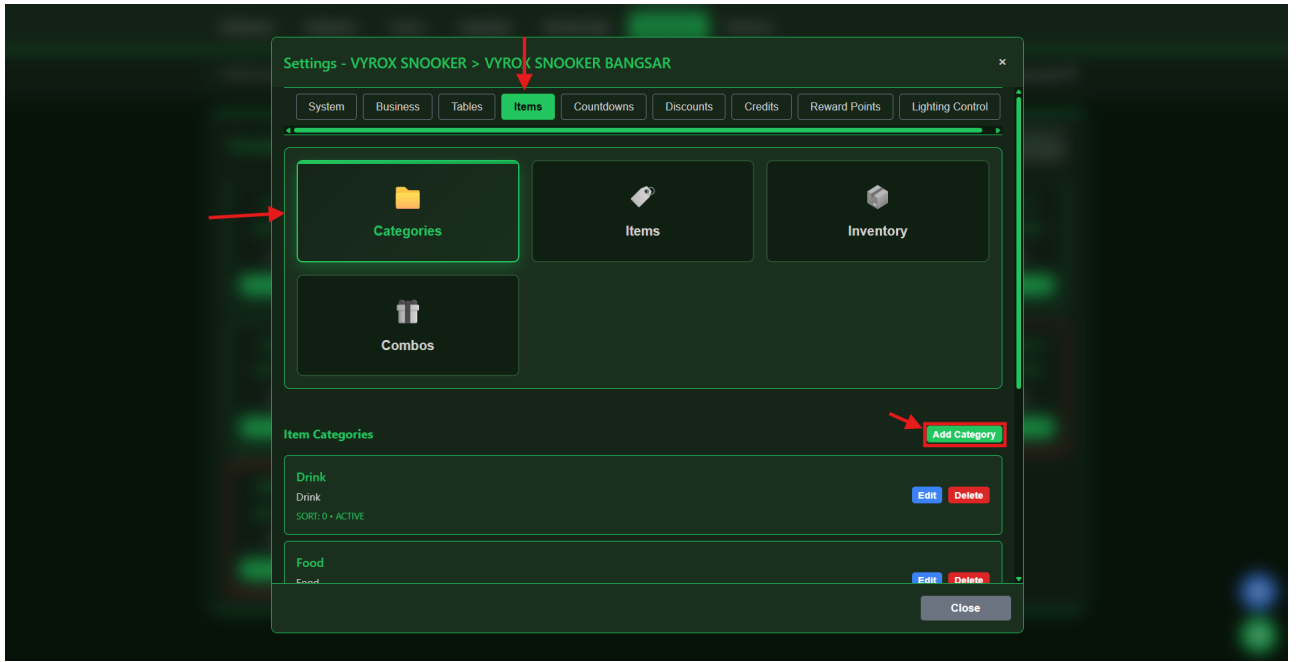 Settings - VYROX SNOOKER > VYROX SNOOKER BANGSAR
×
System Business Tables Items Countdowns Discounts Credits Reward Points Lighting Control
Categories Items Inventory
Combos
Item Categories Add Category
Drink
Drink
Edit Delete
SORT: 0 • ACTIVE
Food
Food
Edit Delete
Close